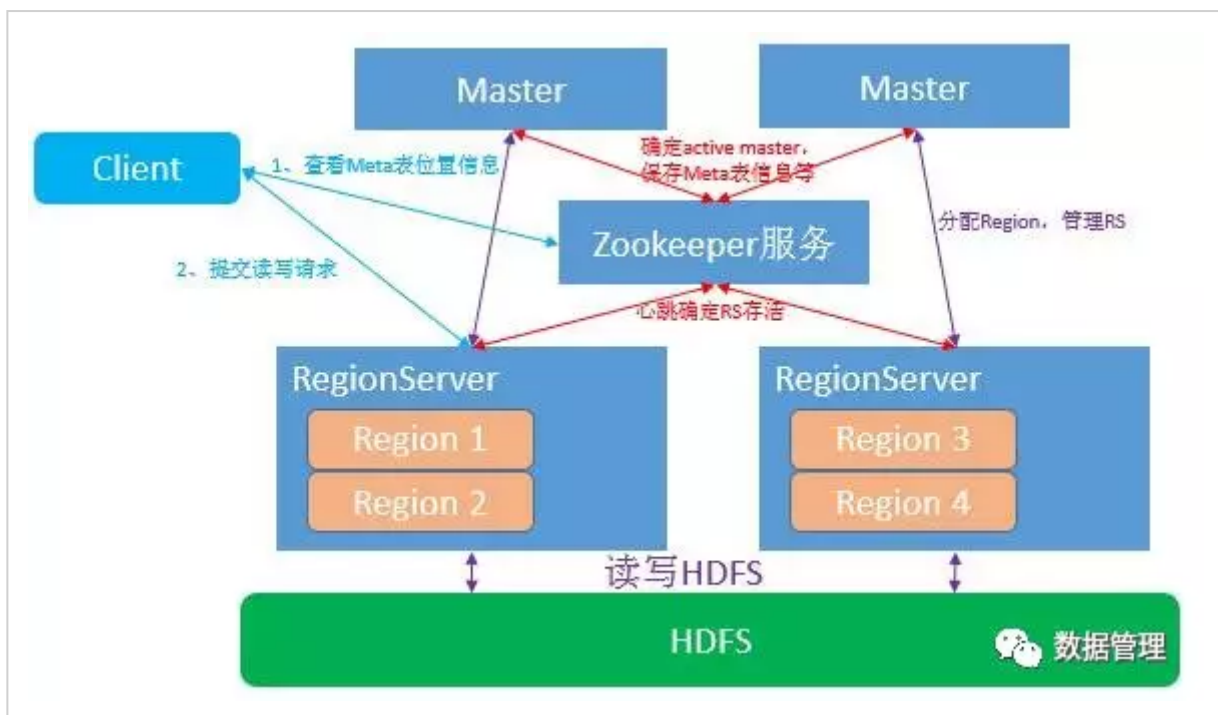 Master
Master
Client
1、查看Meta表位置信息
确定active master，
保存Meta表信息等
Zookeeper服务
分配Region，管理RS
2、提交读写请求
心跳确定RS存活
RegionServer
Region 1
Region 2
RegionServer
Region 3
Region 4
读写HDFS
HDFS
数据管理